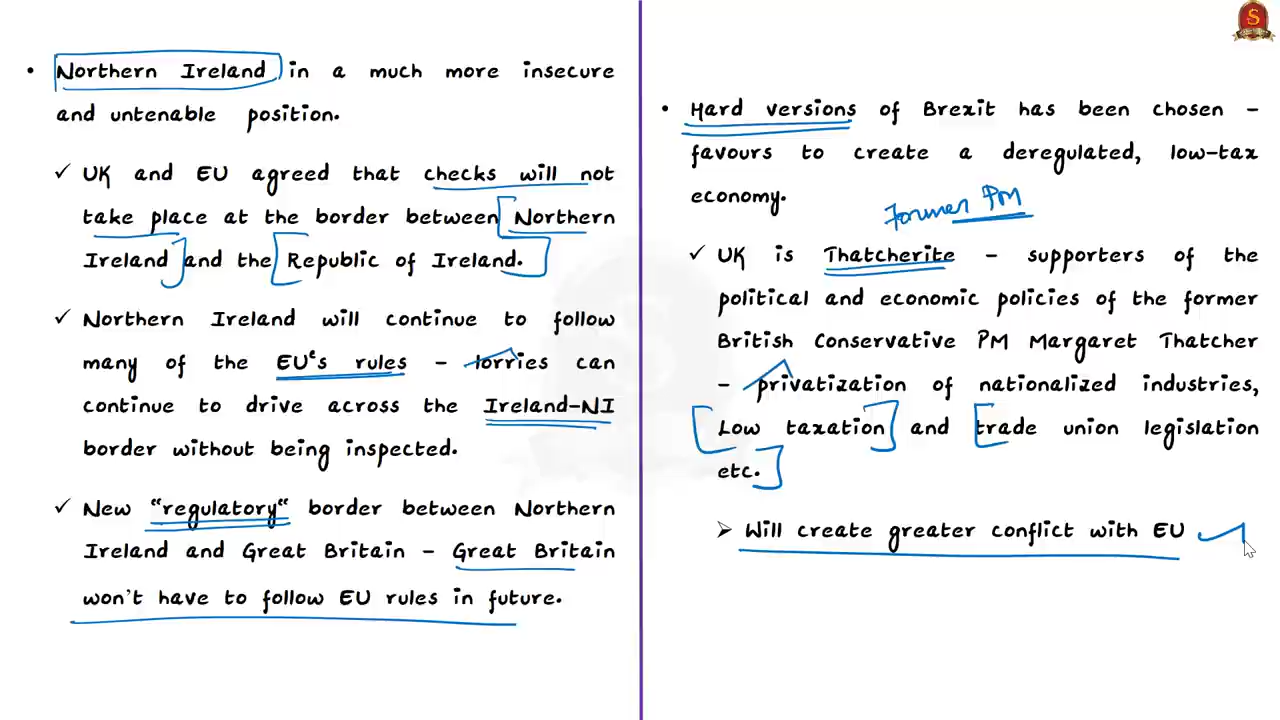 • Northern Ireland in a much more insecure
and untenable position.
✓ UK and EU agreed that checks will not
take place at the border between Northern
Ireland and the Republic of Ireland.
✓ Northern Ireland will continue to follow
many of the EU‘s rules – lorries can
continue to drive across the Ireland-NI
border without being inspected.
✓ New “regulatory“ border between Northern
Ireland and Great Britain – Great Britain
won’t have to follow EU rules in future.
• Hard versions of Brexit has been chosen –
favours to create a deregulated, low-tax
economy.
Former PM
✓ UK is Thatcherite – supporters of the
political and economic policies of the former
British Conservative PM Margaret Thatcher
– privatization of nationalized industries,
Low taxation and trade union legislation
etc.
➢ Will create greater conflict with EU
S